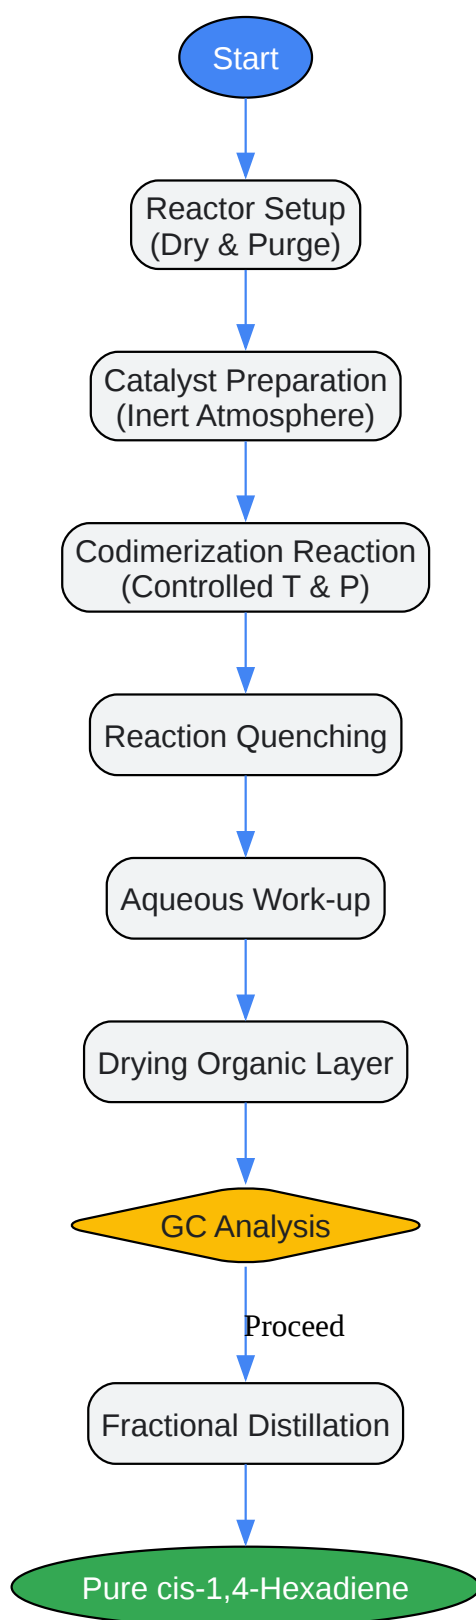 Start
Reactor Setup
(Dry & Purge)
Catalyst Preparation
(Inert Atmosphere)
Codimerization Reaction
(Controlled T & P)
Reaction Quenching
Aqueous Work-up
Drying Organic Layer
GC Analysis
Proceed
Fractional Distillation
Pure cis-1,4-Hexadiene